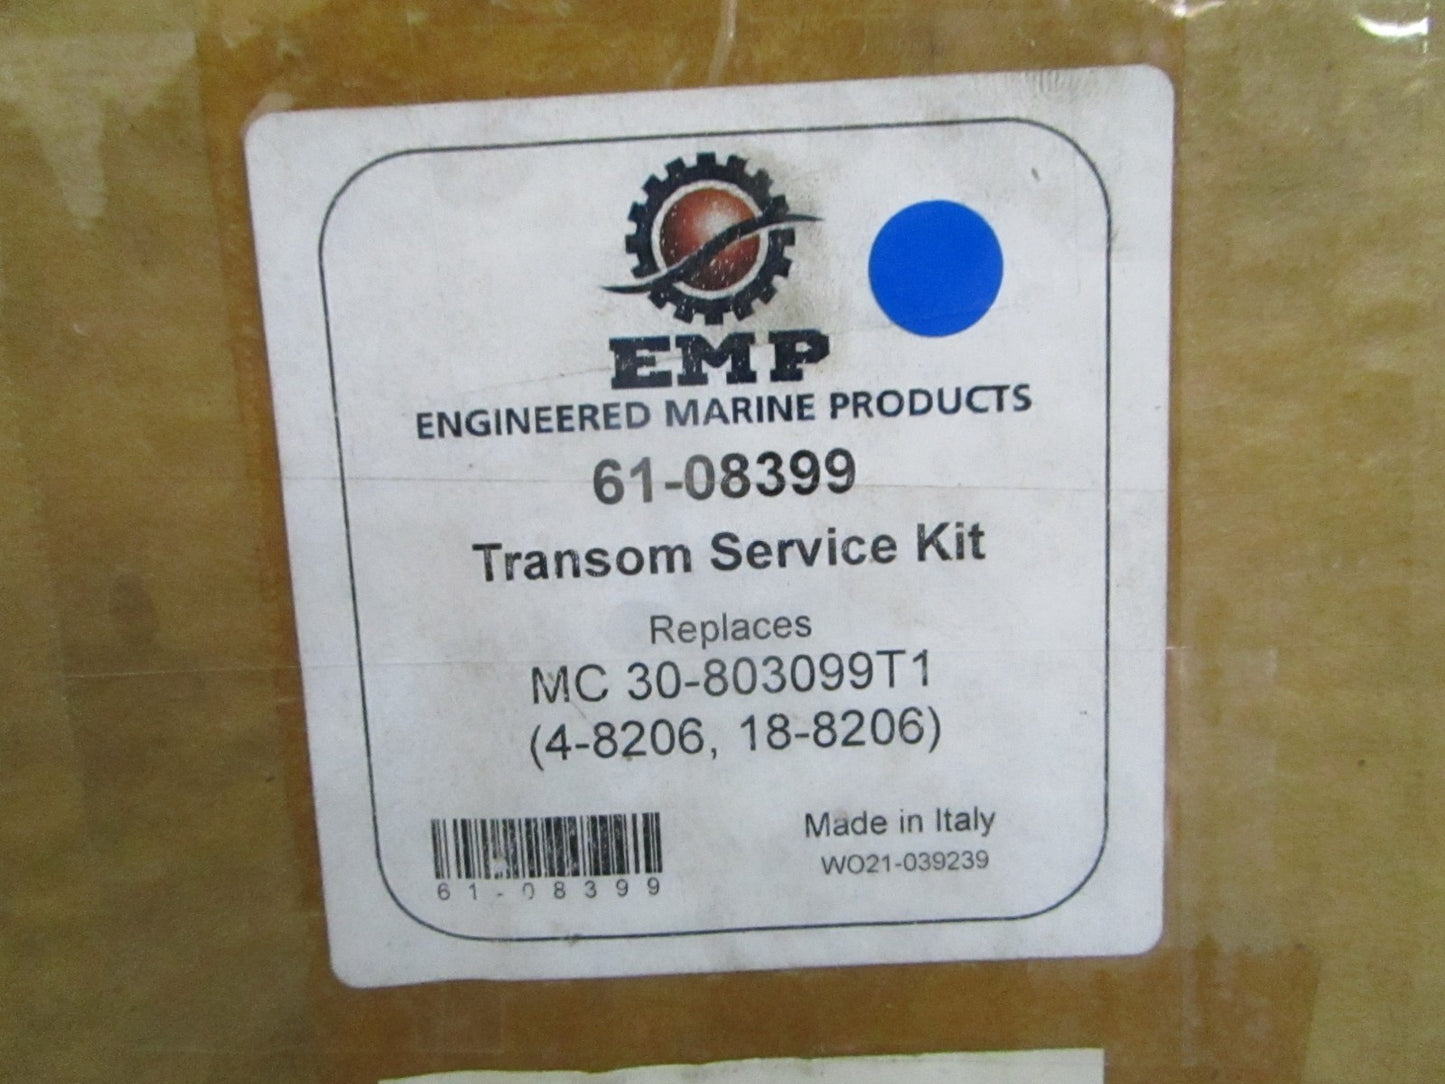 EMP
ENGINEERED MARINE PRODUCTS
61-08399
Transom Service Kit
Replaces
MC 30-803099T1
(4-8206, 18-8206)
61-08399
Made in Italy
WO21-039239